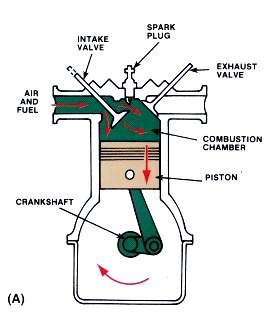 SPARK
PLUG
INTAKE
VALVE
EXHAUST
VALVE
AIR
AND
FUEL
COMBUSTION
CHAMBER
PISTON
CRANKSHAFT
(A)